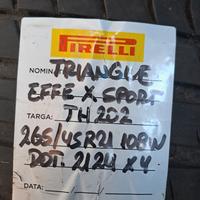 PIRELLI
NOMIN
TRIANGLE
EFFE X SPORT
TARGA: TH202
265/45R21 108W
DOT: 2124 X4
DATA: